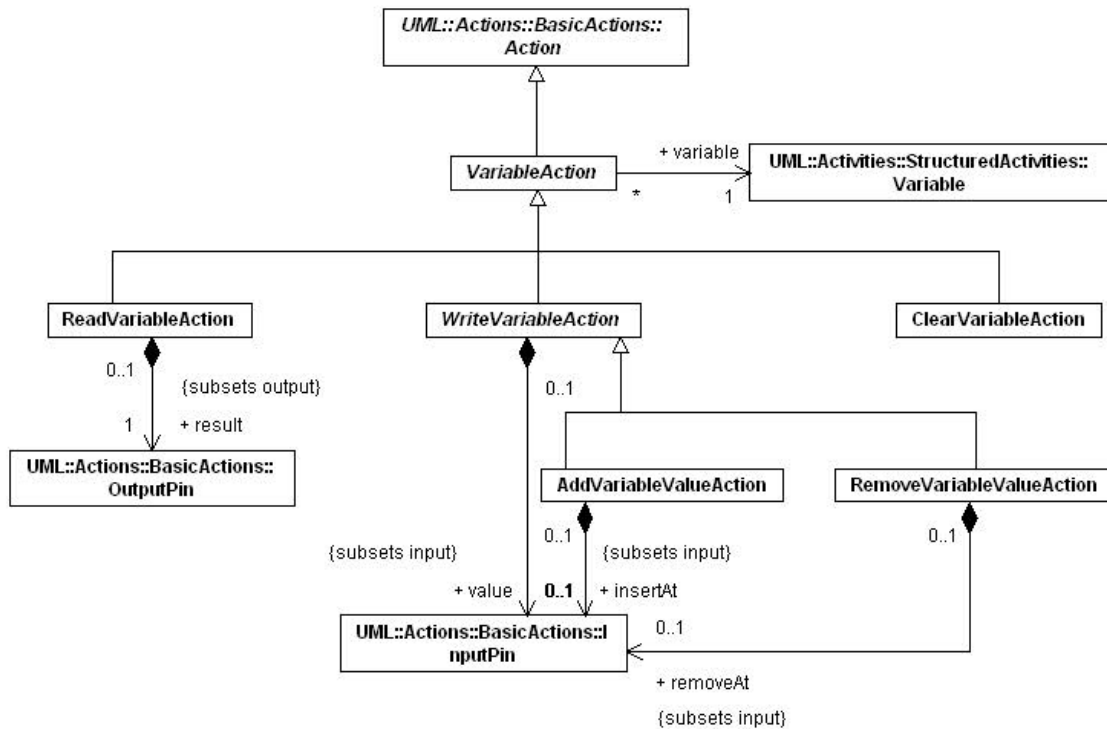 UML::Actions::BasicActions::
Action
+ variable
VariableAction
*
1
UML::Activities::StructuredActivities::
Variable
ReadVariableAction
WriteVariableAction
ClearVariableAction
0..1
{subsets output}
1
+ result
UML::Actions::BasicActions::
OutputPin
0..1
AddVariableValueAction
RemoveVariableValueAction
0..1
0..1
{subsets input}
{subsets input}
+ value
0..1
+ insertAt
UML::Actions::BasicActions::I
nputPin
0..1
+ removeAt
{subsets input}